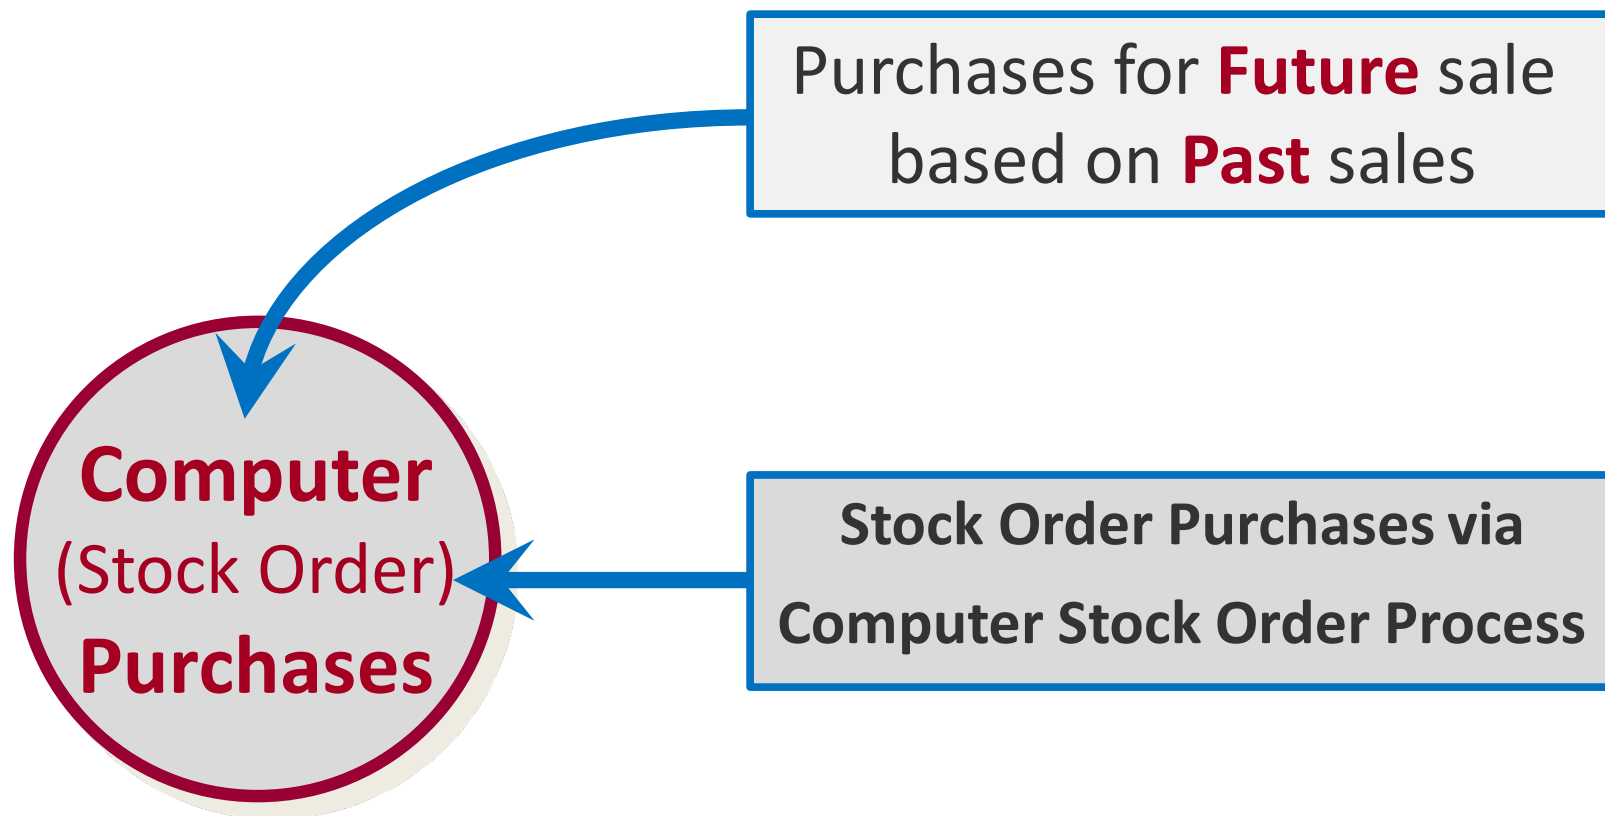 Purchases for Future sale
based on Past sales
Computer
(Stock Order)
Purchases
Stock Order Purchases via
Computer Stock Order Process